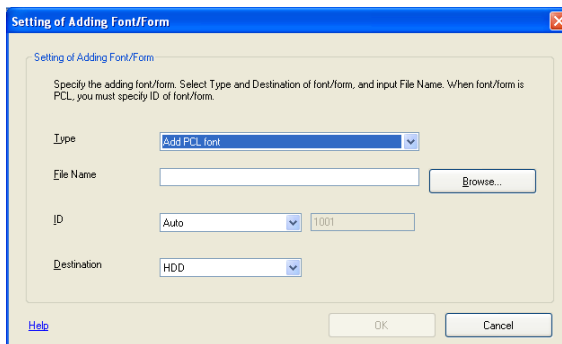 Setting of Adding Font/Form
Setting of Adding Font/Form
Specify the adding font/form. Select Type and Destination of font/form, and input File Name. When font/form is
PCL, you must specify ID of font/form.
Type
Add PCL font
File Name
Browse...
ID
Auto
1001
Destination
HDD
Help
OK
Cancel